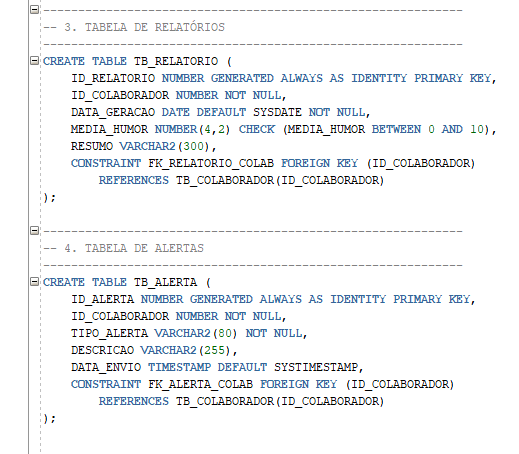 ------------------------------------------------------------
-- 3. TABELA DE RELATÓRIOS
------------------------------------------------------------
CREATE TABLE TB_RELATORIO (
    ID_RELATORIO NUMBER GENERATED ALWAYS AS IDENTITY PRIMARY KEY,
    ID_COLABORADOR NUMBER NOT NULL,
    DATA_GERACAO DATE DEFAULT SYSDATE NOT NULL,
    MEDIA_HUMOR NUMBER(4,2) CHECK (MEDIA_HUMOR BETWEEN 0 AND 10),
    RESUMO VARCHAR2(300),
    CONSTRAINT FK_RELATORIO_COLAB FOREIGN KEY (ID_COLABORADOR)
        REFERENCES TB_COLABORADOR(ID_COLABORADOR)
);
------------------------------------------------------------
-- 4. TABELA DE ALERTAS
------------------------------------------------------------
CREATE TABLE TB_ALERTA (
    ID_ALERTA NUMBER GENERATED ALWAYS AS IDENTITY PRIMARY KEY,
    ID_COLABORADOR NUMBER NOT NULL,
    TIPO_ALERTA VARCHAR2(80) NOT NULL,
    DESCRICAO VARCHAR2(255),
    DATA_ENVIO TIMESTAMP DEFAULT SYSTIMESTAMP,
    CONSTRAINT FK_ALERTA_COLAB FOREIGN KEY (ID_COLABORADOR)
        REFERENCES TB_COLABORADOR(ID_COLABORADOR)
);